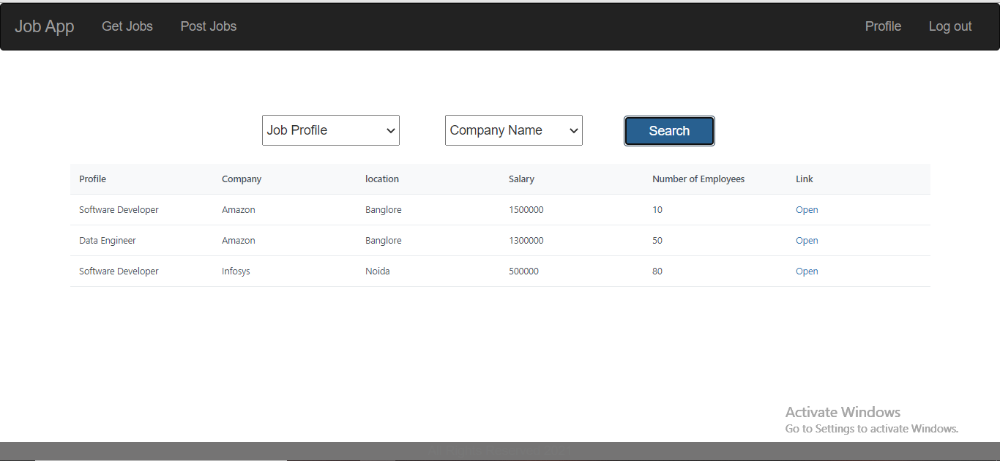 Job App Get Jobs Post Jobs Profile Log out
Job Profile Company Name Search
Profile Company location Salary Number of Employees Link
Software Developer Amazon Banglore 1500000 10 Open
Data Engineer Amazon Banglore 1300000 50 Open
Software Developer Infosys Noida 500000 80 Open
Activate Windows
Go to Settings to activate Windows.